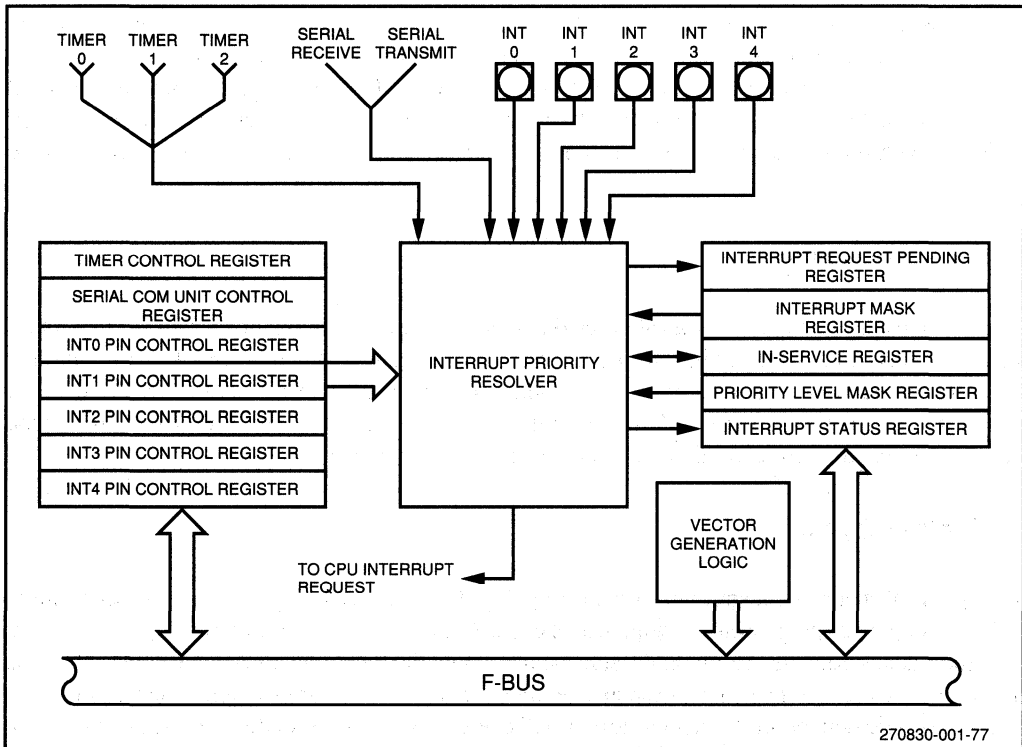 TIMER 0
TIMER 1
TIMER 2
SERIAL RECEIVE
SERIAL TRANSMIT
INT 0
INT 1
INT 2
INT 3
INT 4
TIMER CONTROL REGISTER
SERIAL COM UNIT CONTROL
REGISTER
INT0 PIN CONTROL REGISTER
INT1 PIN CONTROL REGISTER
INT2 PIN CONTROL REGISTER
INT3 PIN CONTROL REGISTER
INT4 PIN CONTROL REGISTER
INTERRUPT PRIORITY
RESOLVER
INTERRUPT REQUEST PENDING
REGISTER
INTERRUPT MASK
REGISTER
IN-SERVICE REGISTER
PRIORITY LEVEL MASK REGISTER
INTERRUPT STATUS REGISTER
VECTOR
GENERATION
LOGIC
TO CPU INTERRUPT
REQUEST
F-BUS
270830-001-77